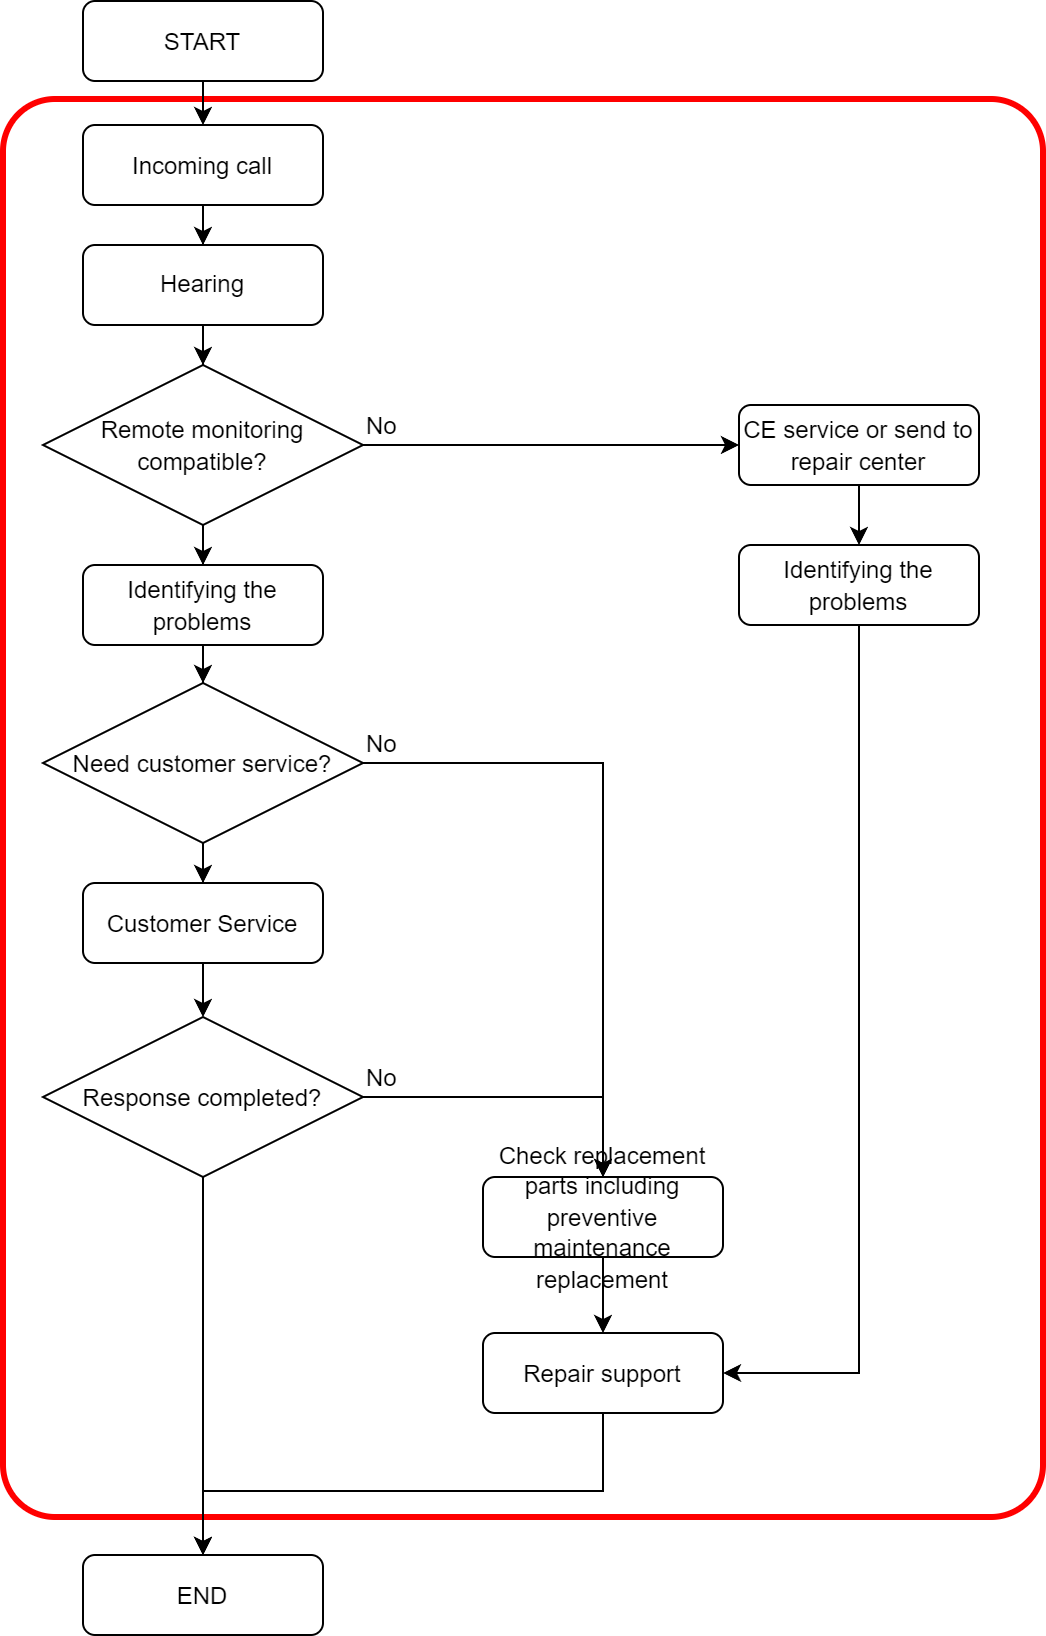 START
Incoming call
Hearing
Remote monitoring
compatible?
No
CE service or send to
repair center
Identifying the
problems
Identifying the
problems
Need customer service?
No
Customer Service
Response completed?
No
Check replacement
parts including
preventive
maintenance
replacement
Repair support
END